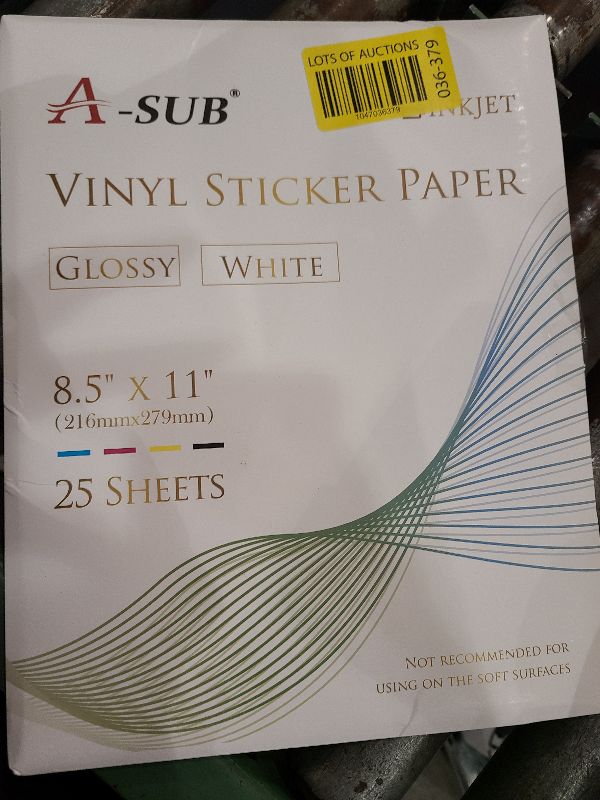 LOTS OF AUCTIONS
036-379
1047036379
A-SUB®
INKJET
VINYL STICKER PAPER
GLOSSY WHITE
8.5" X 11"
(216mmx279mm)
25 SHEETS
NOT RECOMMENDED FOR
USING ON THE SOFT SURFACES